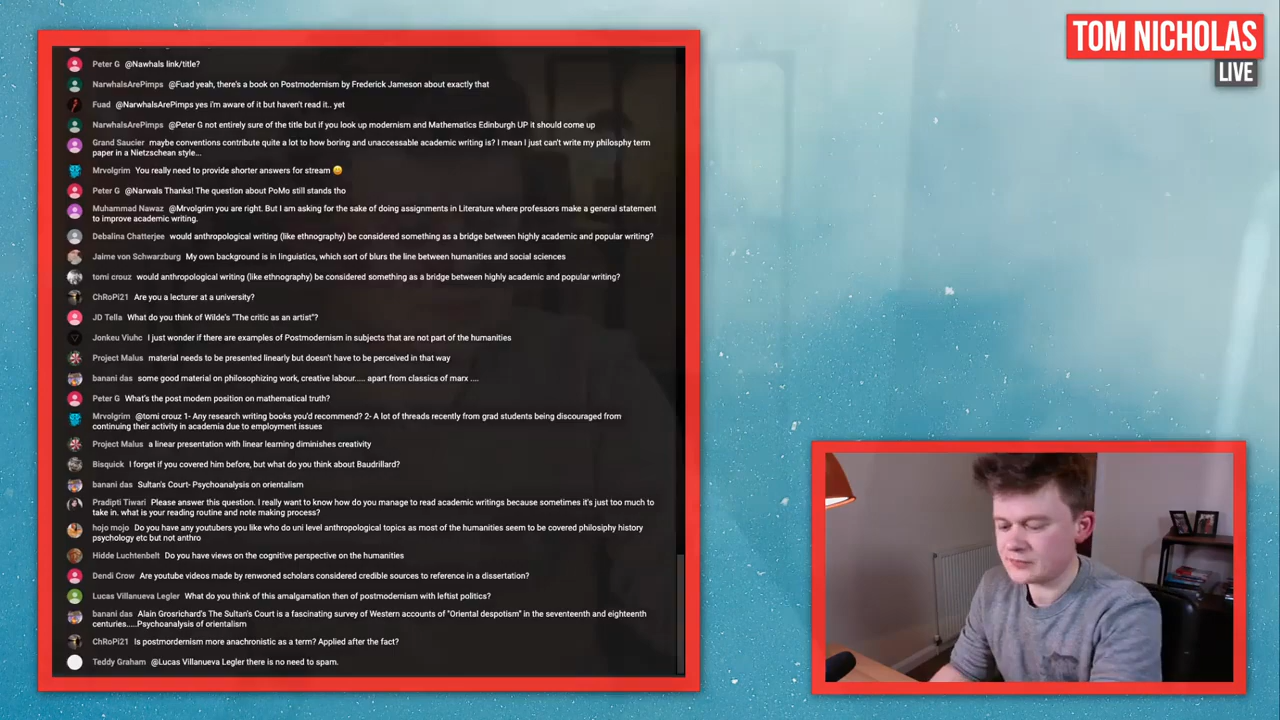 TOM NICHOLAS
LIVE
Peter G @Nawhals link/title?
NarwhalsArePimps @Fuad yeah, there's a book on Postmodernism by Frederick Jameson about exactly that
Fuad @NarwhalsArePimps yes i'm aware of it but haven't read it.. yet
NarwhalsArePimps @Peter G not entirely sure of the title but if you look up modernism and Mathematics Edinburgh UP it should come up
Grand Saucier maybe conventions contribute quite a lot to how boring and unaccessable academic writing is? I mean I just can't write my philosphy term
paper in a Nietzschean style...
Mrvolgrim You really need to provide shorter answers for stream 😀
Peter G @Narwals Thanks! The question about PoMo still stands tho
Muhammad Nawaz @Mrvolgrim you are right. But I am asking for the sake of doing assignments in Literature where professors make a general statement
to improve academic writing.
Debalina Chatterjee would anthropological writing (like ethnography) be considered something as a bridge between highly academic and popular writing?
Jaime von Schwarzburg My own background is in linguistics, which sort of blurs the line between humanities and social sciences
tomi crouz would anthropological writing (like ethnography) be considered something as a bridge between highly academic and popular writing?
ChRoPi21 Are you a lecturer at a university?
JD Tella What do you think of Wilde's "The critic as an artist"?
Jonkeu Viuhc I just wonder if there are examples of Postmodernism in subjects that are not part of the humanities
Project Malus material needs to be presented linearly but doesn't have to be perceived in that way
banani das some good material on philosophizing work, creative labour..... apart from classics of marx ....
Peter G What's the post modern position on mathematical truth?
Mrvolgrim @tomi crouz 1- Any research writing books you'd recommend? 2- A lot of threads recently from grad students being discouraged from
continuing their activity in academia due to employment issues
Project Malus a linear presentation with linear learning diminishes creativity
Bisquick I forget if you covered him before, but what do you think about Baudrillard?
banani das Sultan's Court- Psychoanalysis on orientalism
Pradipti Tiwari Please answer this question. I really want to know how do you manage to read academic writings because sometimes it's just too much to
take in. what is your reading routine and note making process?
hojo mojo Do you have any youtubers you like who do uni level anthropological topics as most of the humanities seem to be covered philosiphy history
psychology etc but not anthro
Hidde Luchtenbelt Do you have views on the cognitive perspective on the humanities
Dendi Crow Are youtube videos made by renwoned scholars considered credible sources to reference in a dissertation?
Lucas Villanueva Legler What do you think of this amalgamation then of postmodernism with leftist politics?
banani das Alain Grosrichard's The Sultan's Court is a fascinating survey of Western accounts of "Oriental despotism" in the seventeenth and eighteenth
centuries.....Psychoanalysis of orientalism
ChRoPi21 Is postmordernism more anachronistic as a term? Applied after the fact?
Teddy Graham @Lucas Villanueva Legler there is no need to spam.